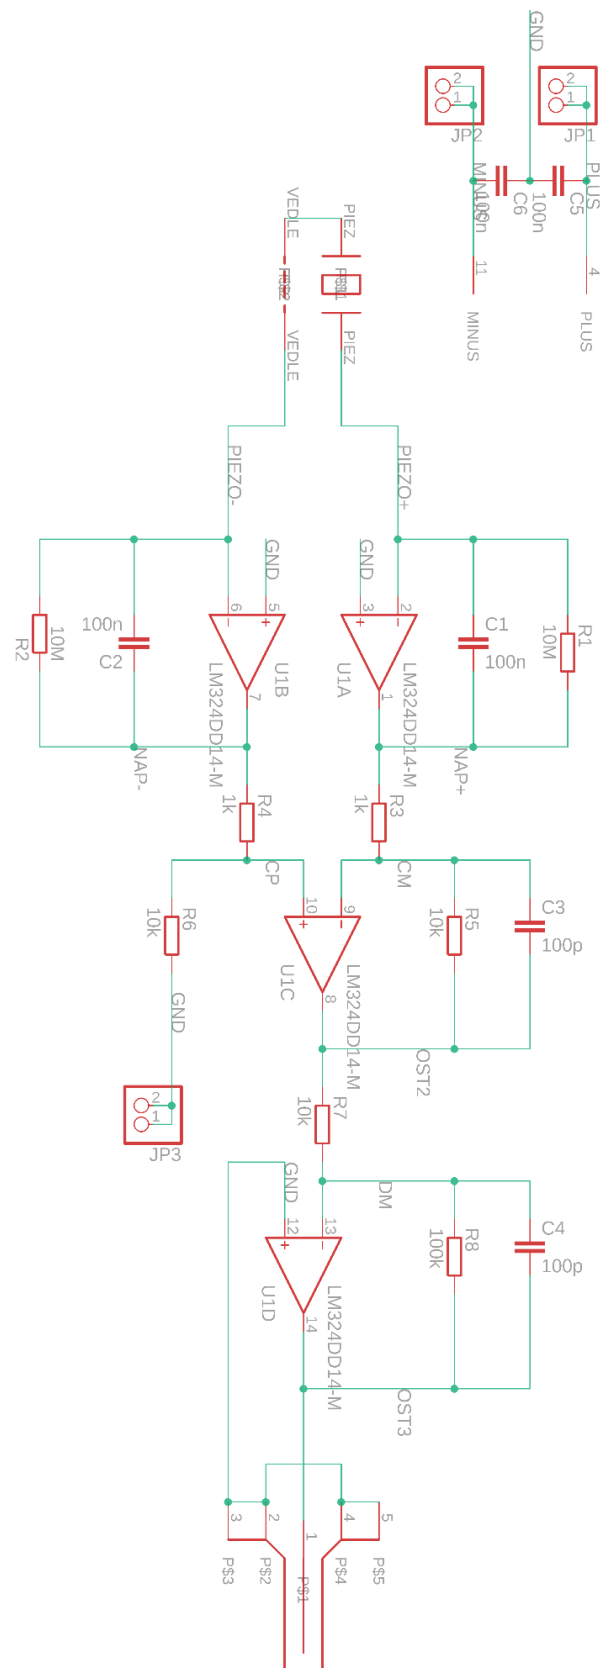 GND
2
1
JP2
2
1
JP1
MINUS
100n
C6
100n
C5
PLUS
11
MINUS
4
PLUS
VEDLE
PIEZ
VEDLE
PIEZ
PIEZO-
PIEZO+
GND
GND
6
5
3
2
100n
C2
10M
R2
U1B
LM324DD14-M
7
U1A
LM324DD14-M
1
C1
100n
R1
10M
NAP-
NAP+
R4
1k
R3
1k
CP
CM
R6
10k
10
9
U1C
LM324DD14-M
8
R5
10k
C3
100p
GND
OST2
2
1
JP3
R7
10k
GND
DM
12
13
U1D
LM324DD14-M
14
R8
100k
C4
100p
OST3
3
2
1
4
5
P$3
P$2
P$1
P$4
P$5